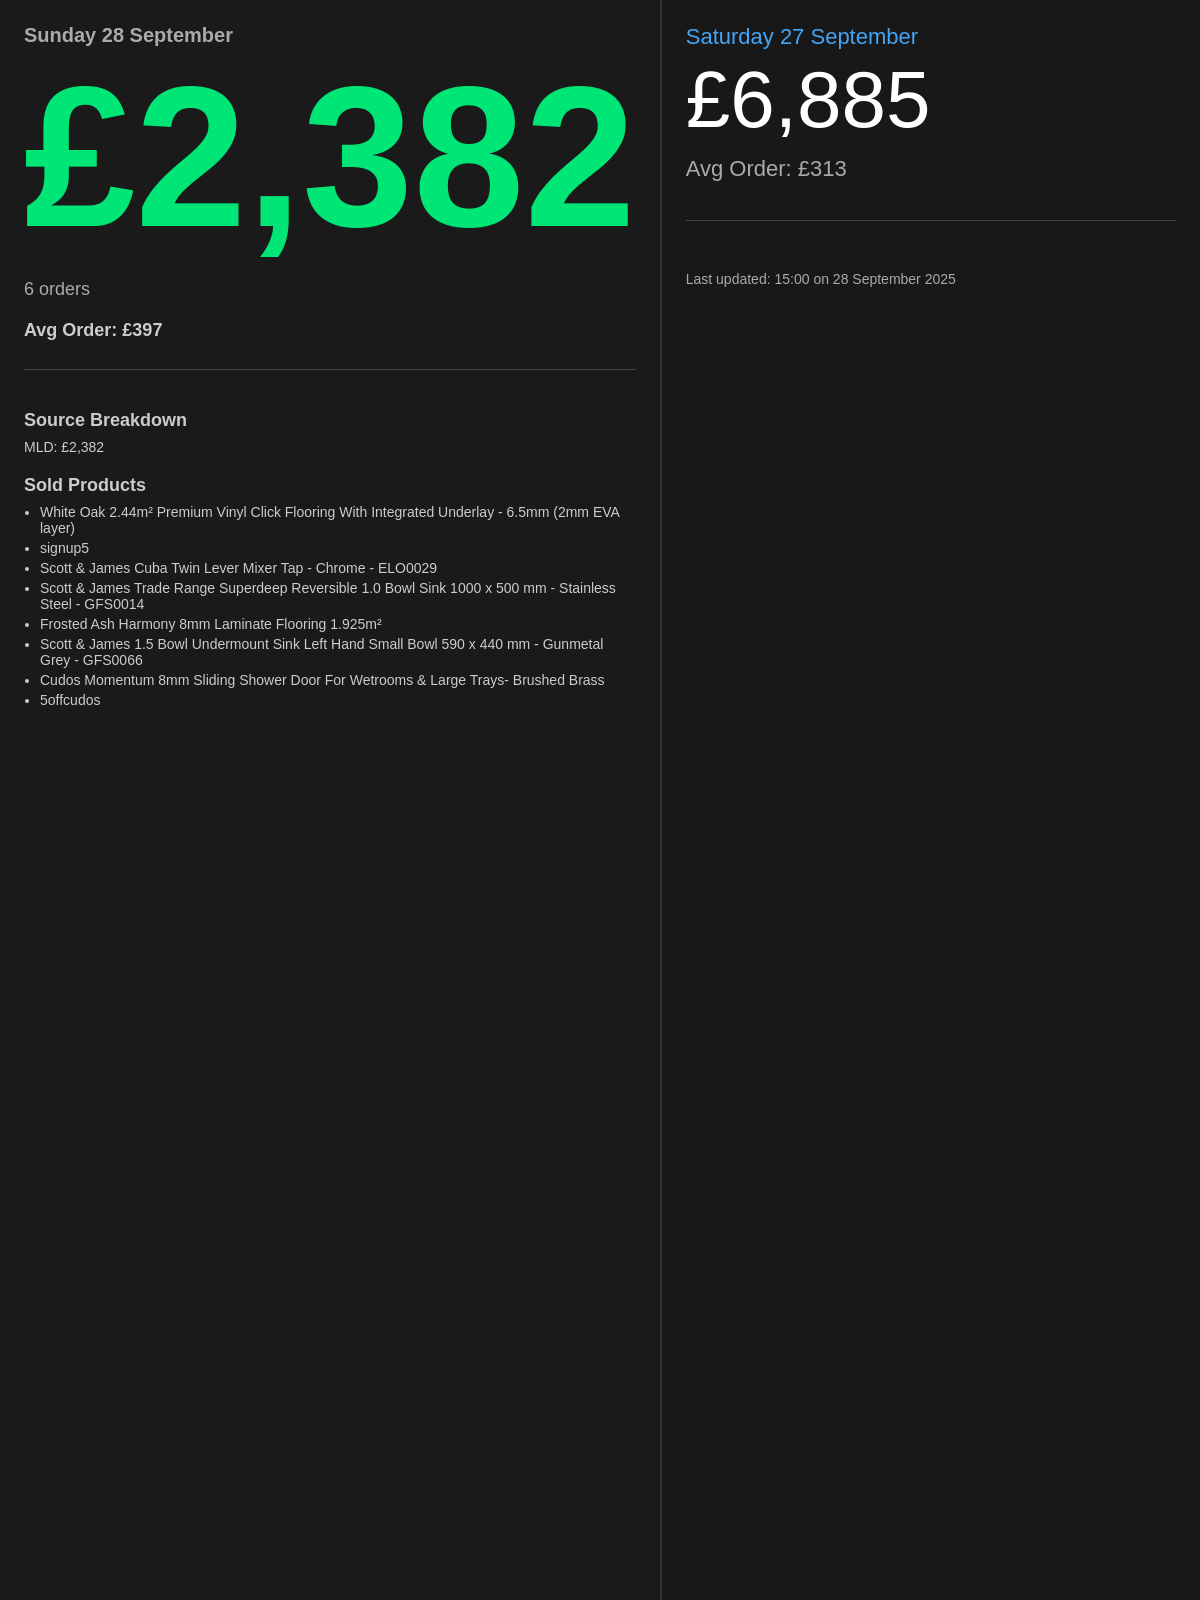 Sunday 28 September
£2,382
6 orders
Avg Order: £397
Source Breakdown
MLD: £2,382
Sold Products
• White Oak 2.44m² Premium Vinyl Click Flooring With Integrated Underlay - 6.5mm (2mm EVA
layer)
• signup5
• Scott & James Cuba Twin Lever Mixer Tap - Chrome - ELO0029
• Scott & James Trade Range Superdeep Reversible 1.0 Bowl Sink 1000 x 500 mm - Stainless
Steel - GFS0014
• Frosted Ash Harmony 8mm Laminate Flooring 1.925m²
• Scott & James 1.5 Bowl Undermount Sink Left Hand Small Bowl 590 x 440 mm - Gunmetal
Grey - GFS0066
• Cudos Momentum 8mm Sliding Shower Door For Wetrooms & Large Trays- Brushed Brass
• 5offcudos
Saturday 27 September
£6,885
Avg Order: £313
Last updated: 15:00 on 28 September 2025